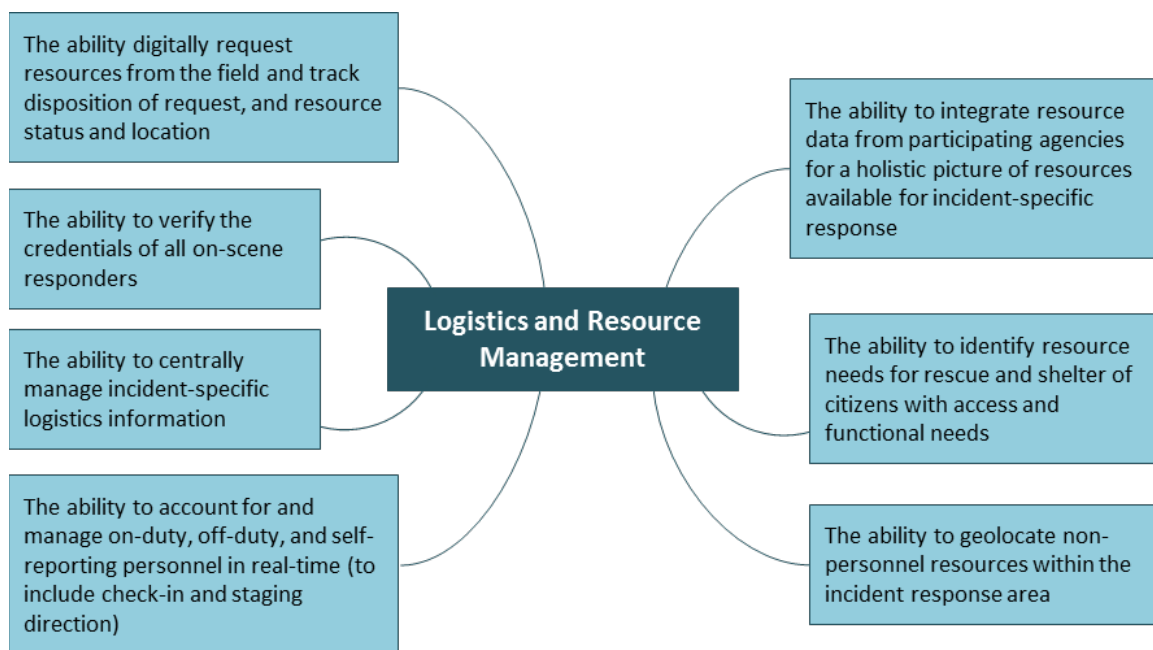 The ability digitally request
resources from the field and track
disposition of request, and resource
status and location
The ability to verify the
credentials of all on-scene
responders
The ability to centrally
manage incident-specific
logistics information
The ability to account for and
manage on-duty, off-duty, and self-
reporting personnel in real-time (to
include check-in and staging
direction)
Logistics and Resource
Management
The ability to integrate resource
data from participating agencies
for a holistic picture of resources
available for incident-specific
response
The ability to identify resource
needs for rescue and shelter of
citizens with access and
functional needs
The ability to geolocate non-
personnel resources within the
incident response area